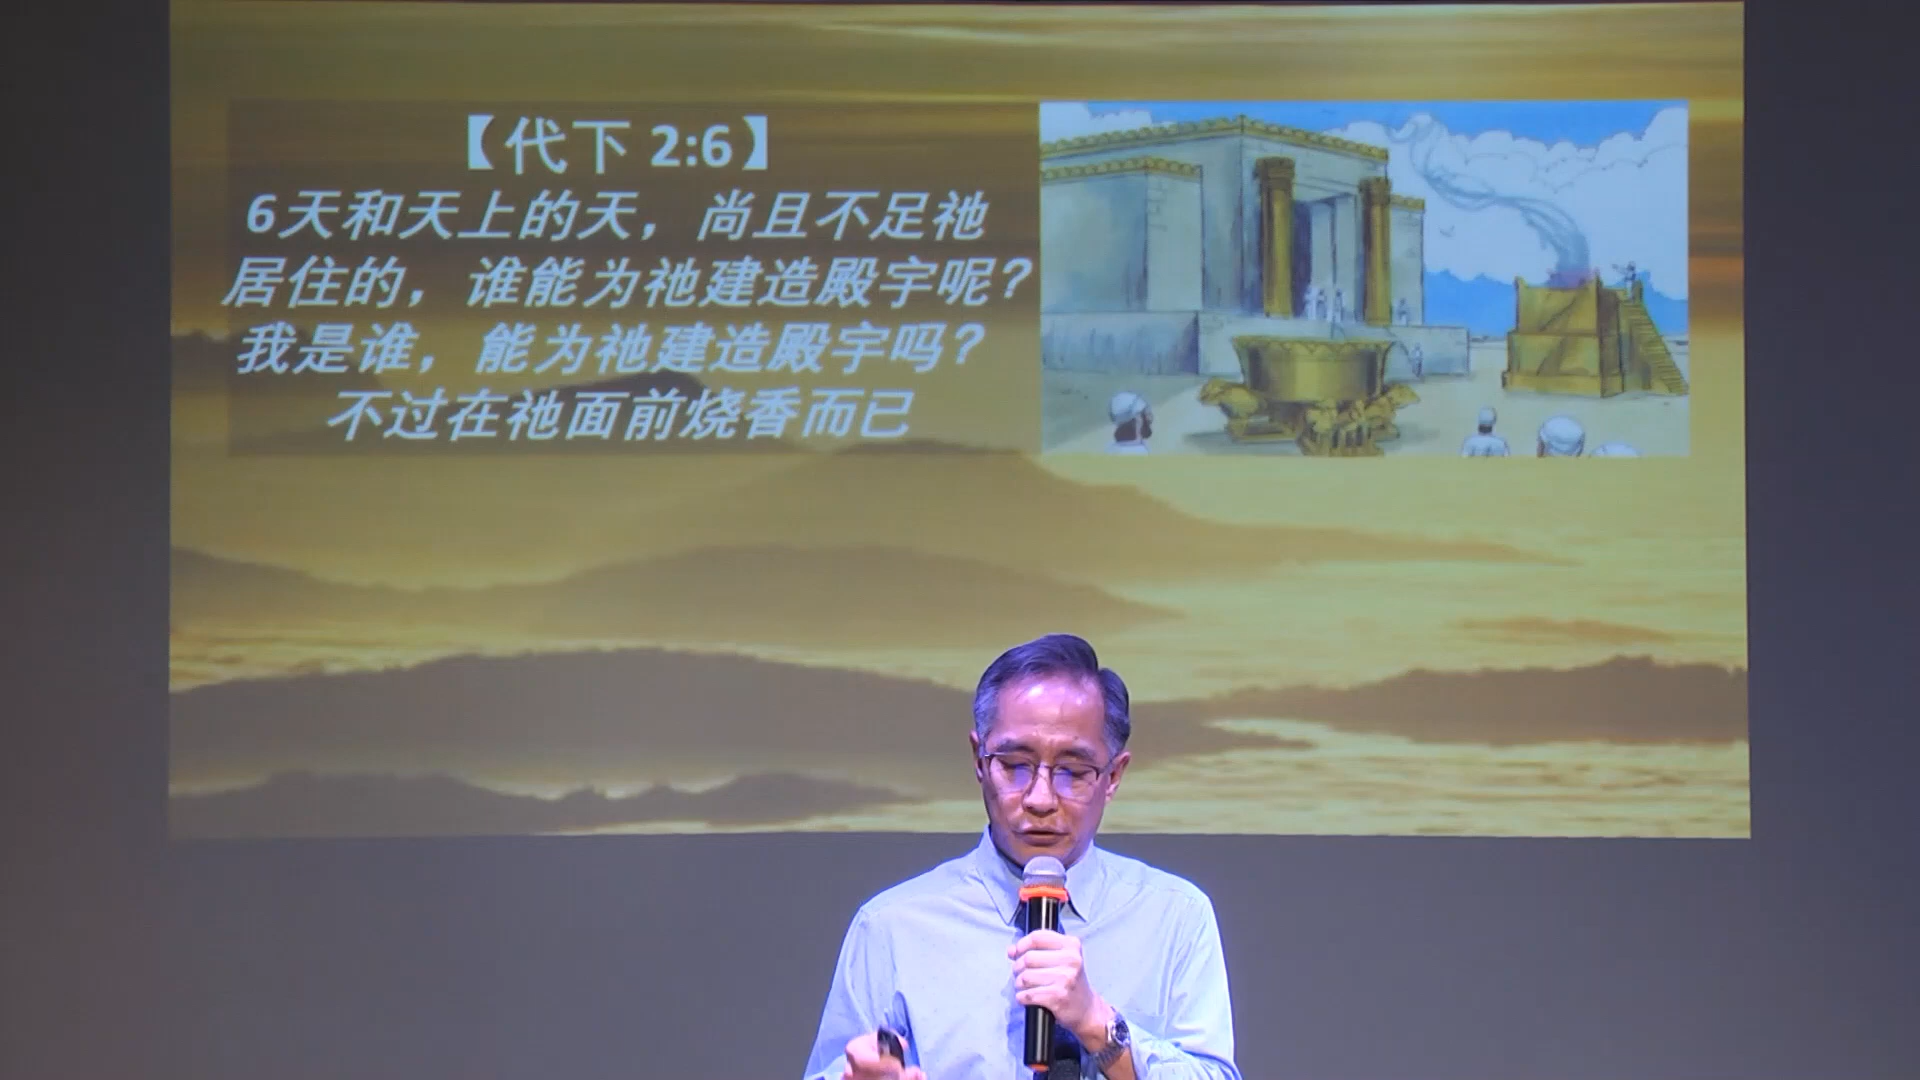 【代下 2:6】
6天和天上的天，尚且不足祂
居住的，谁能为祂建造殿宇呢？
我是谁，能为祂建造殿宇吗？
不过在祂面前烧香而已